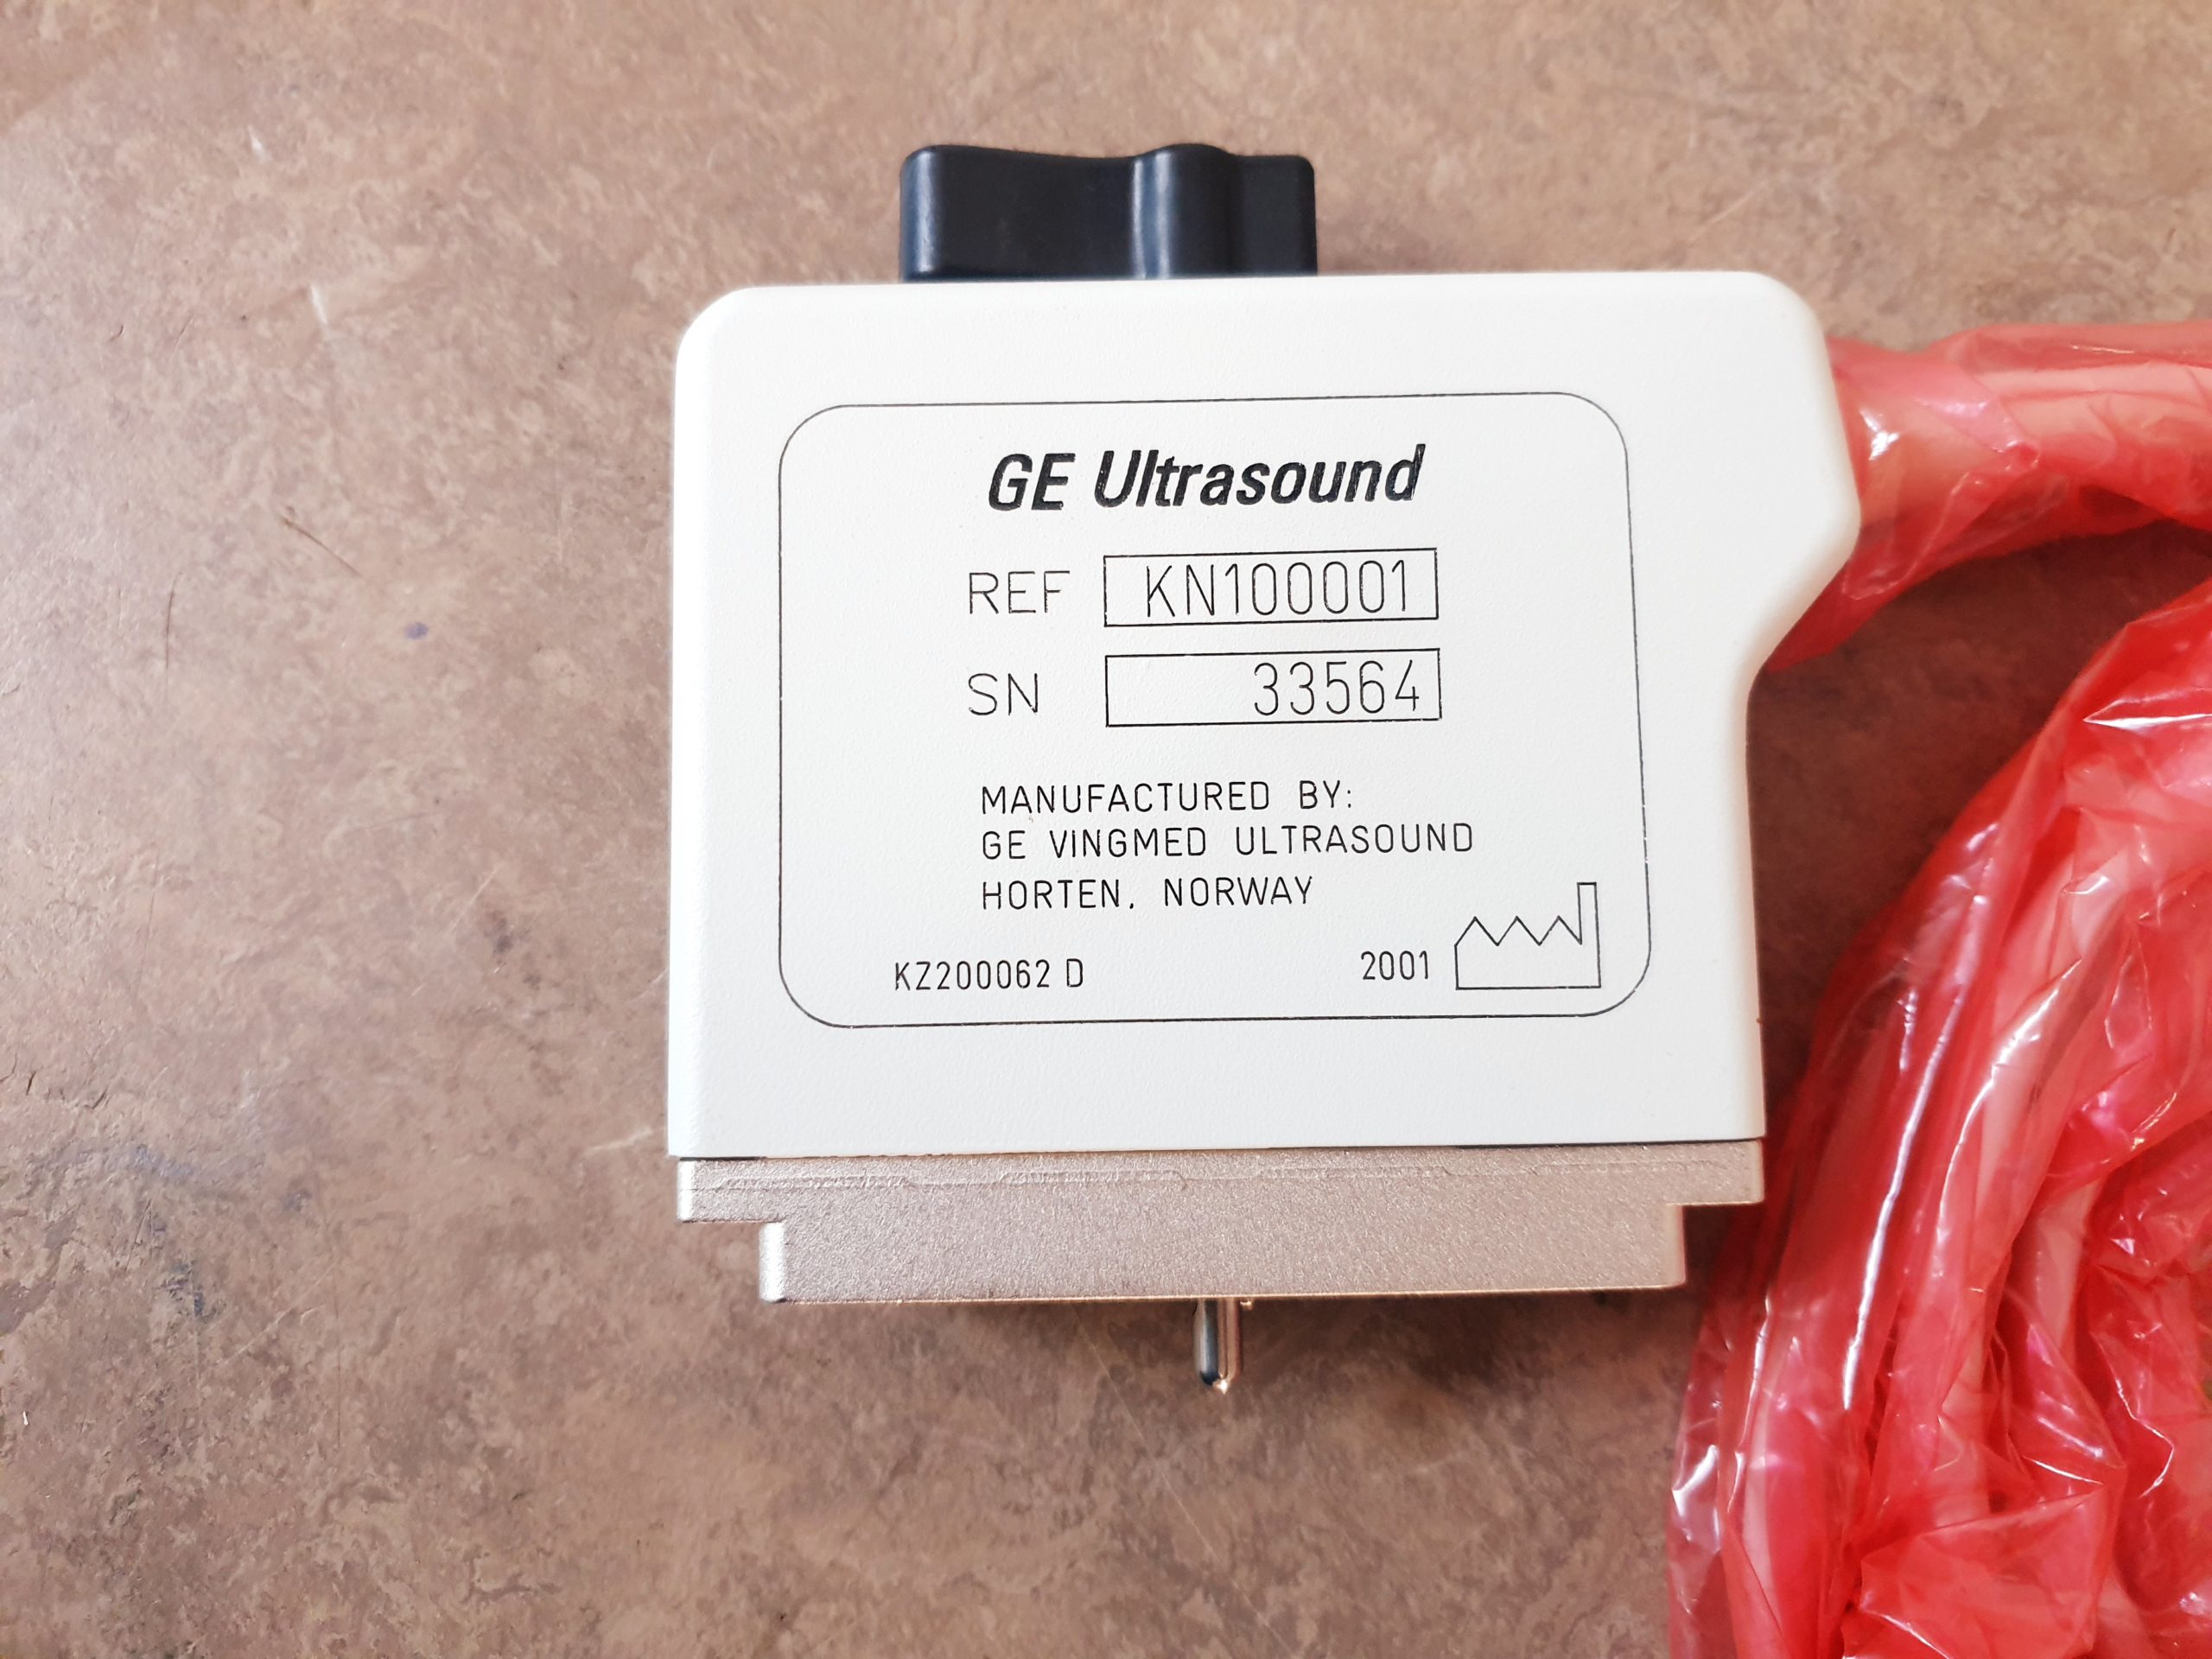 GE Ultrasound
REF KN100001
SN 33564
MANUFACTURED BY:
GE VINGMED ULTRASOUND
HORTEN, NORWAY
KZ200062 D 2001